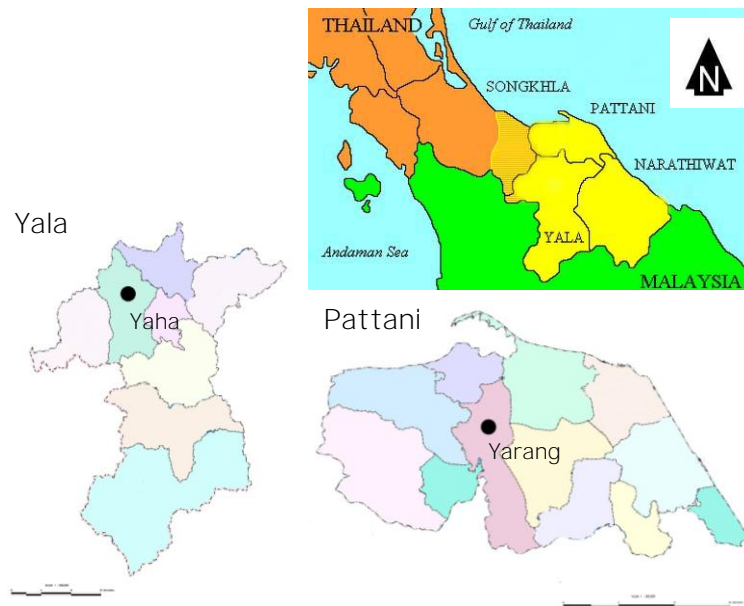 THAILAND
Gulf of Thailand
N
SONGKHLA
PATTANI
NARATHIWAT
YALA
Andaman Sea
MALAYSIA
Yala
Yaha
Pattani
Yarang